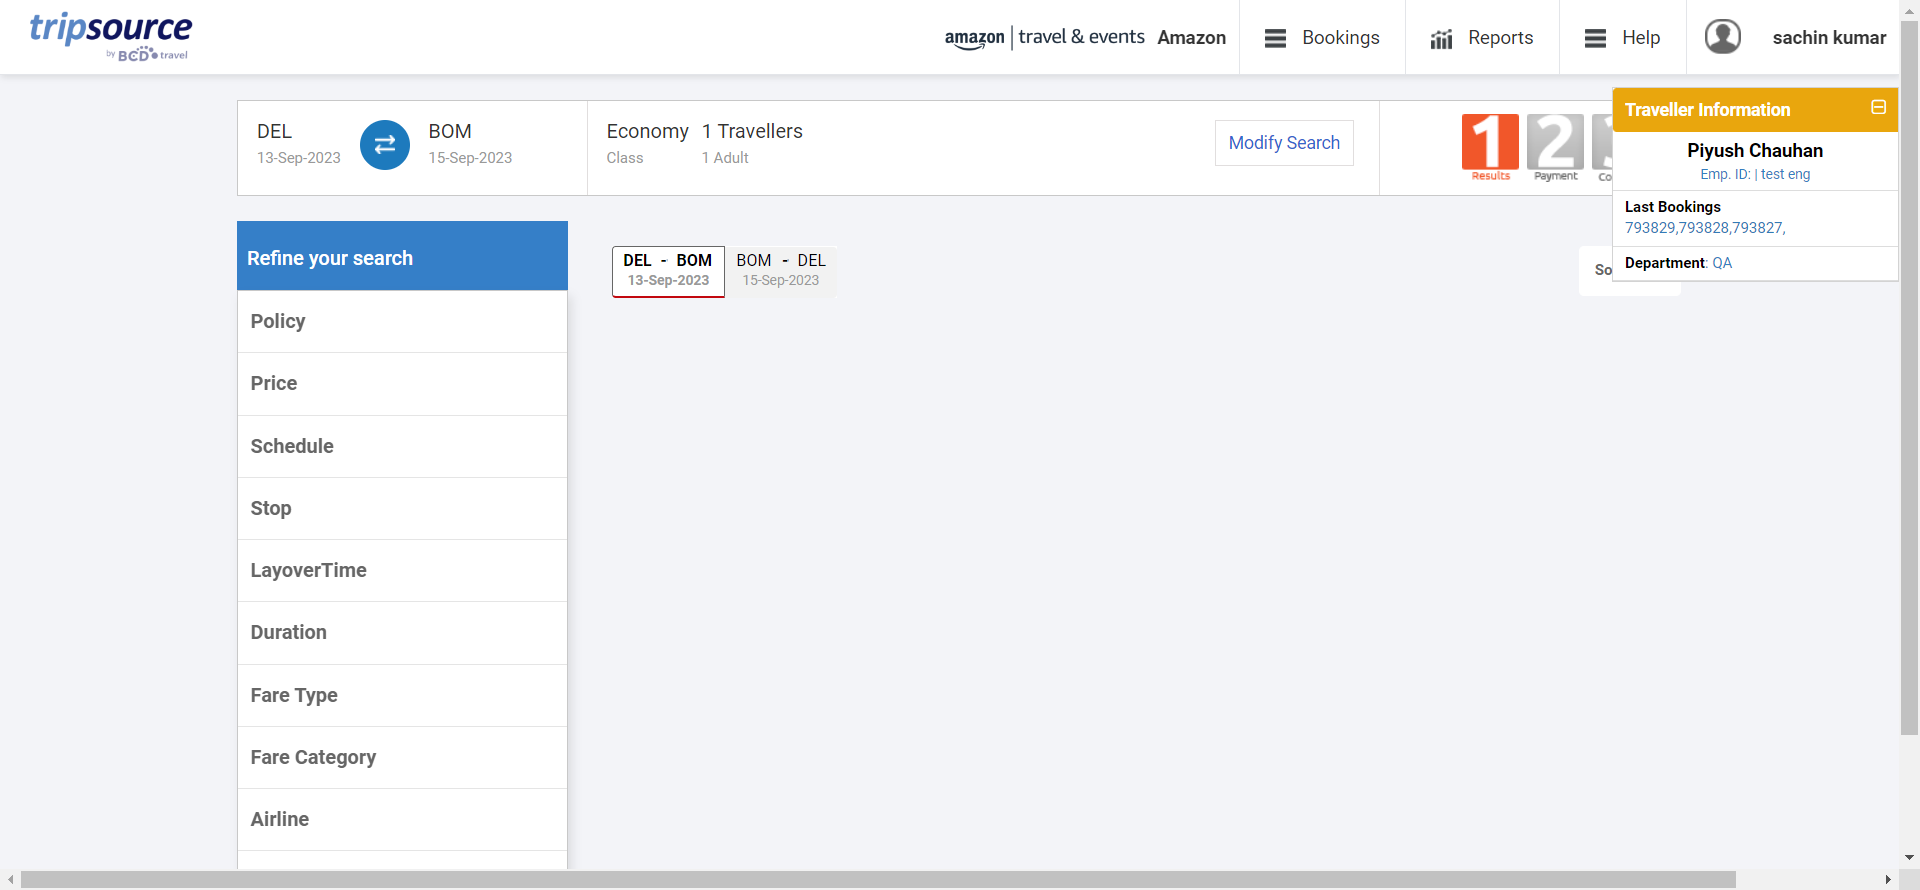 tripsource
by BCD travel
amazon | travel & events Amazon
Bookings
Reports
Help
sachin kumar
DEL
13-Sep-2023
BOM
15-Sep-2023
Economy
Class
1 Travellers
1 Adult
Modify Search
1
Results
2
Payment
Traveller Information
Piyush Chauhan
Emp. ID: | test eng
Last Bookings
793829,793828,793827,
Department: QA
Refine your search
Policy
Price
Schedule
Stop
LayoverTime
Duration
Fare Type
Fare Category
Airline
DEL - BOM
13-Sep-2023
BOM - DEL
15-Sep-2023